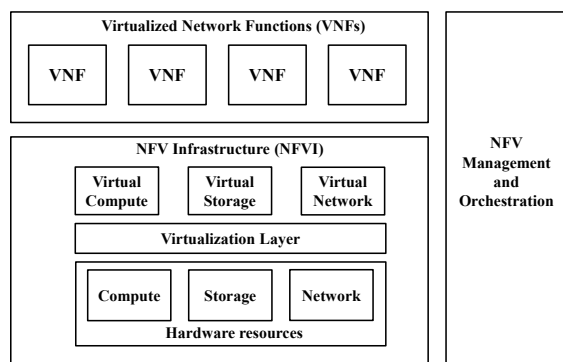 Virtualized Network Functions (VNFs)
VNF VNF VNF VNF
NFV Infrastructure (NFVI)
Virtual
Compute
Virtual
Storage
Virtual
Network
Virtualization Layer
Compute Storage Network
Hardware resources
NFV
Management
and
Orchestration